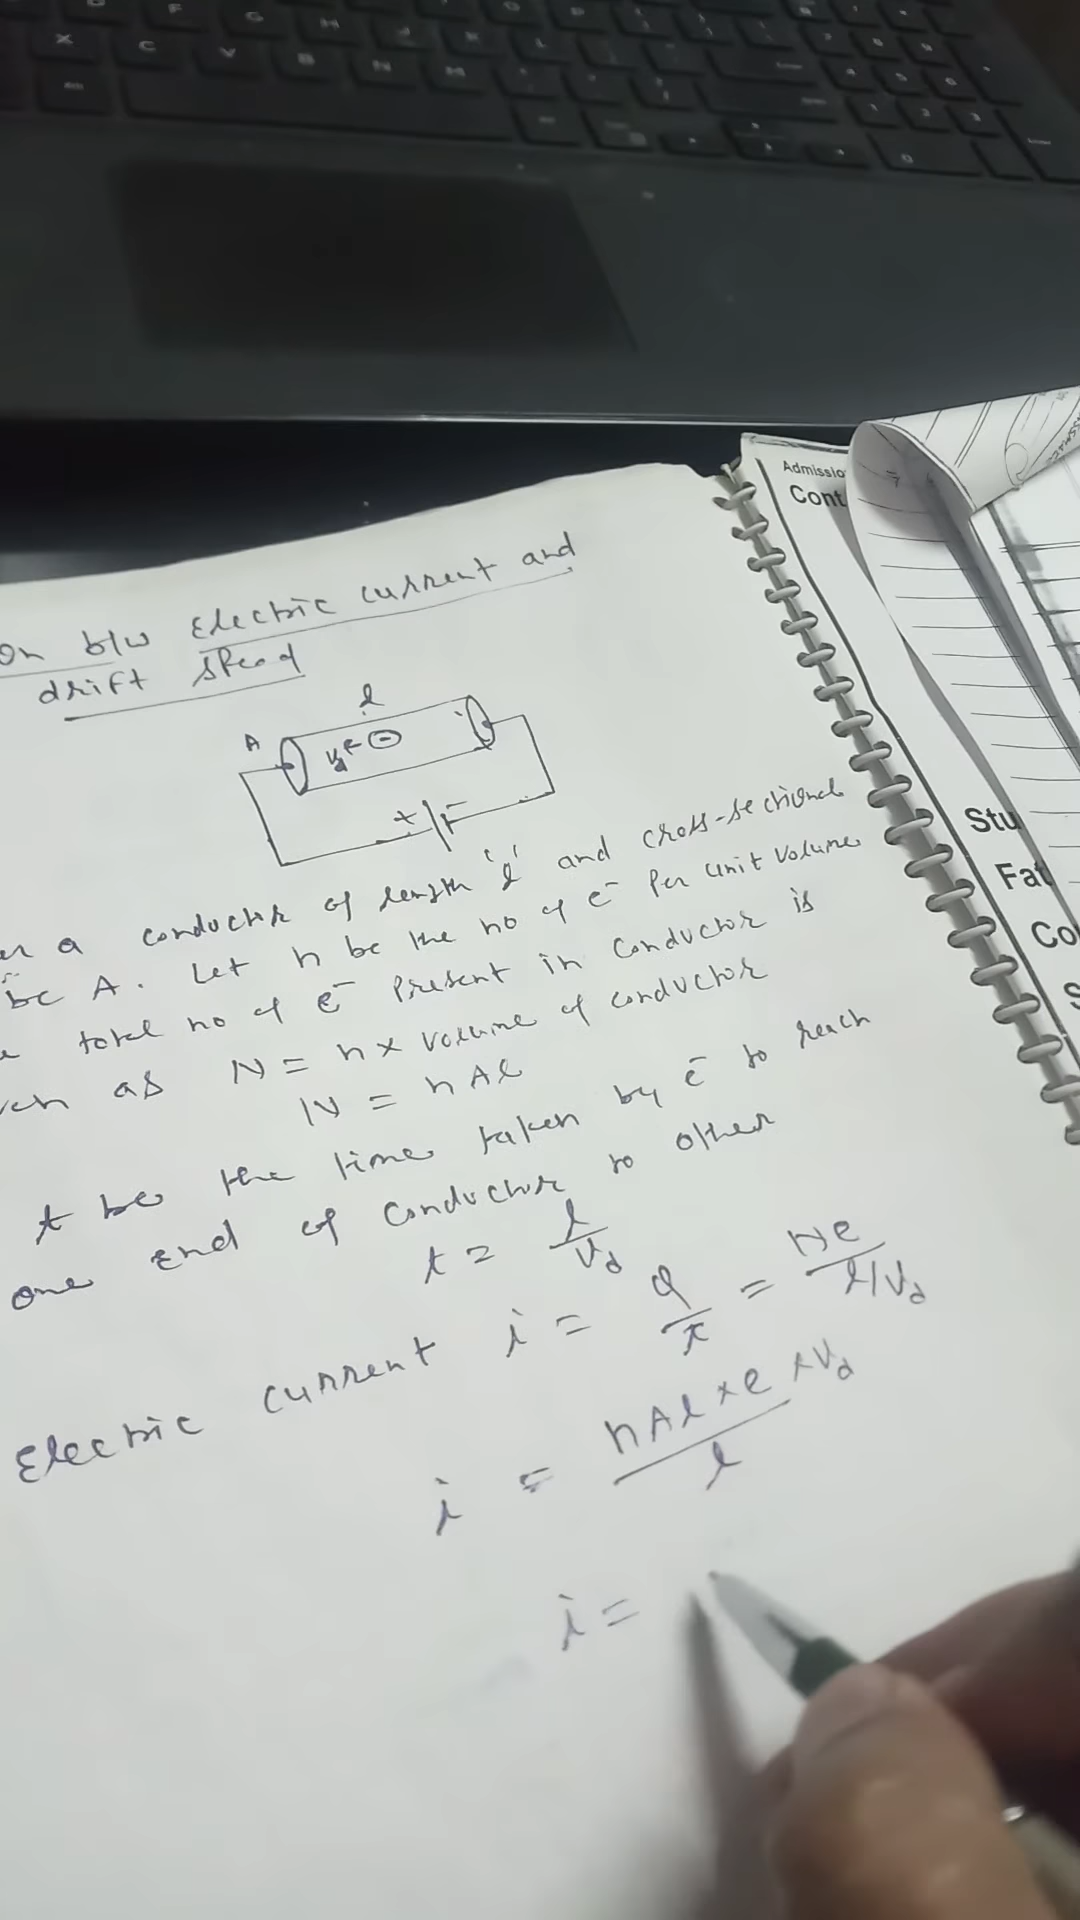 On b/w Electric current and
drift speed
l
A
Vd ← ⊖
+ -
a conductor of length 'l' and cross-sectional
be A. Let n be the no of e⁻ Per unit volume
total no of e⁻ Present in conductor is
as N = n x volume of conductor
N = nAl
t be the time taken by e⁻ to reach
one end of conductor to other
t = l/Vd
Electric current i = Q/t = Ne/l/Vd
i = nAl x e x Vd/l
i =
Admissio
Cont
Stu
Fat
Co
S
X C V B N M